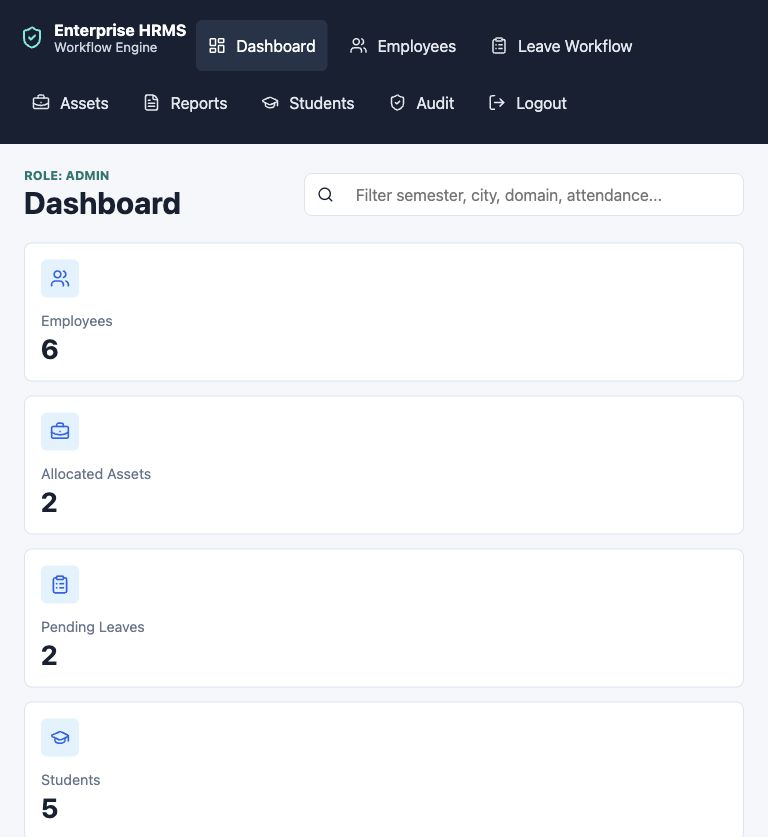 Enterprise HRMS
Workflow Engine
Dashboard
Employees
Leave Workflow
Assets
Reports
Students
Audit
Logout
ROLE: ADMIN
Dashboard
Filter semester, city, domain, attendance...
Employees
6
Allocated Assets
2
Pending Leaves
2
Students
5